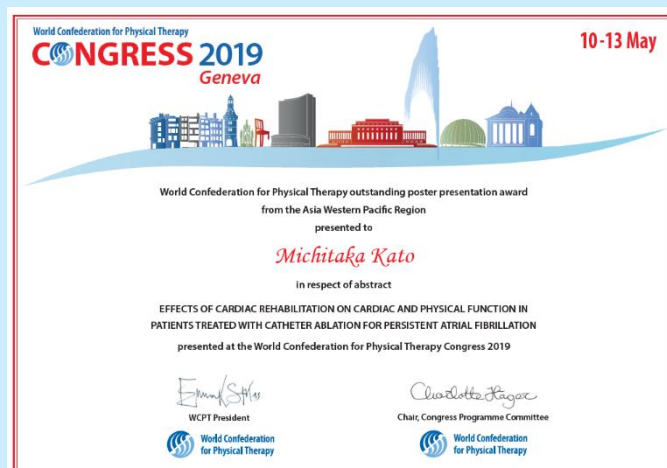 World Confederation for Physical Therapy
CONGRESS 2019
Geneva
10-13 May
World Confederation for Physical Therapy outstanding poster presentation award
from the Asia Western Pacific Region
presented to
Michitaka Kato
in respect of abstract
EFFECTS OF CARDIAC REHABILITATION ON CARDIAC AND PHYSICAL FUNCTION IN
PATIENTS TREATED WITH CATHETER ABLATION FOR PERSISTENT ATRIAL FIBRILLATION
presented at the World Confederation for Physical Therapy Congress 2019
Charlotte Häger
WCPT President
Chair, Congress Programme Committee
World Confederation
for Physical Therapy
World Confederation
for Physical Therapy